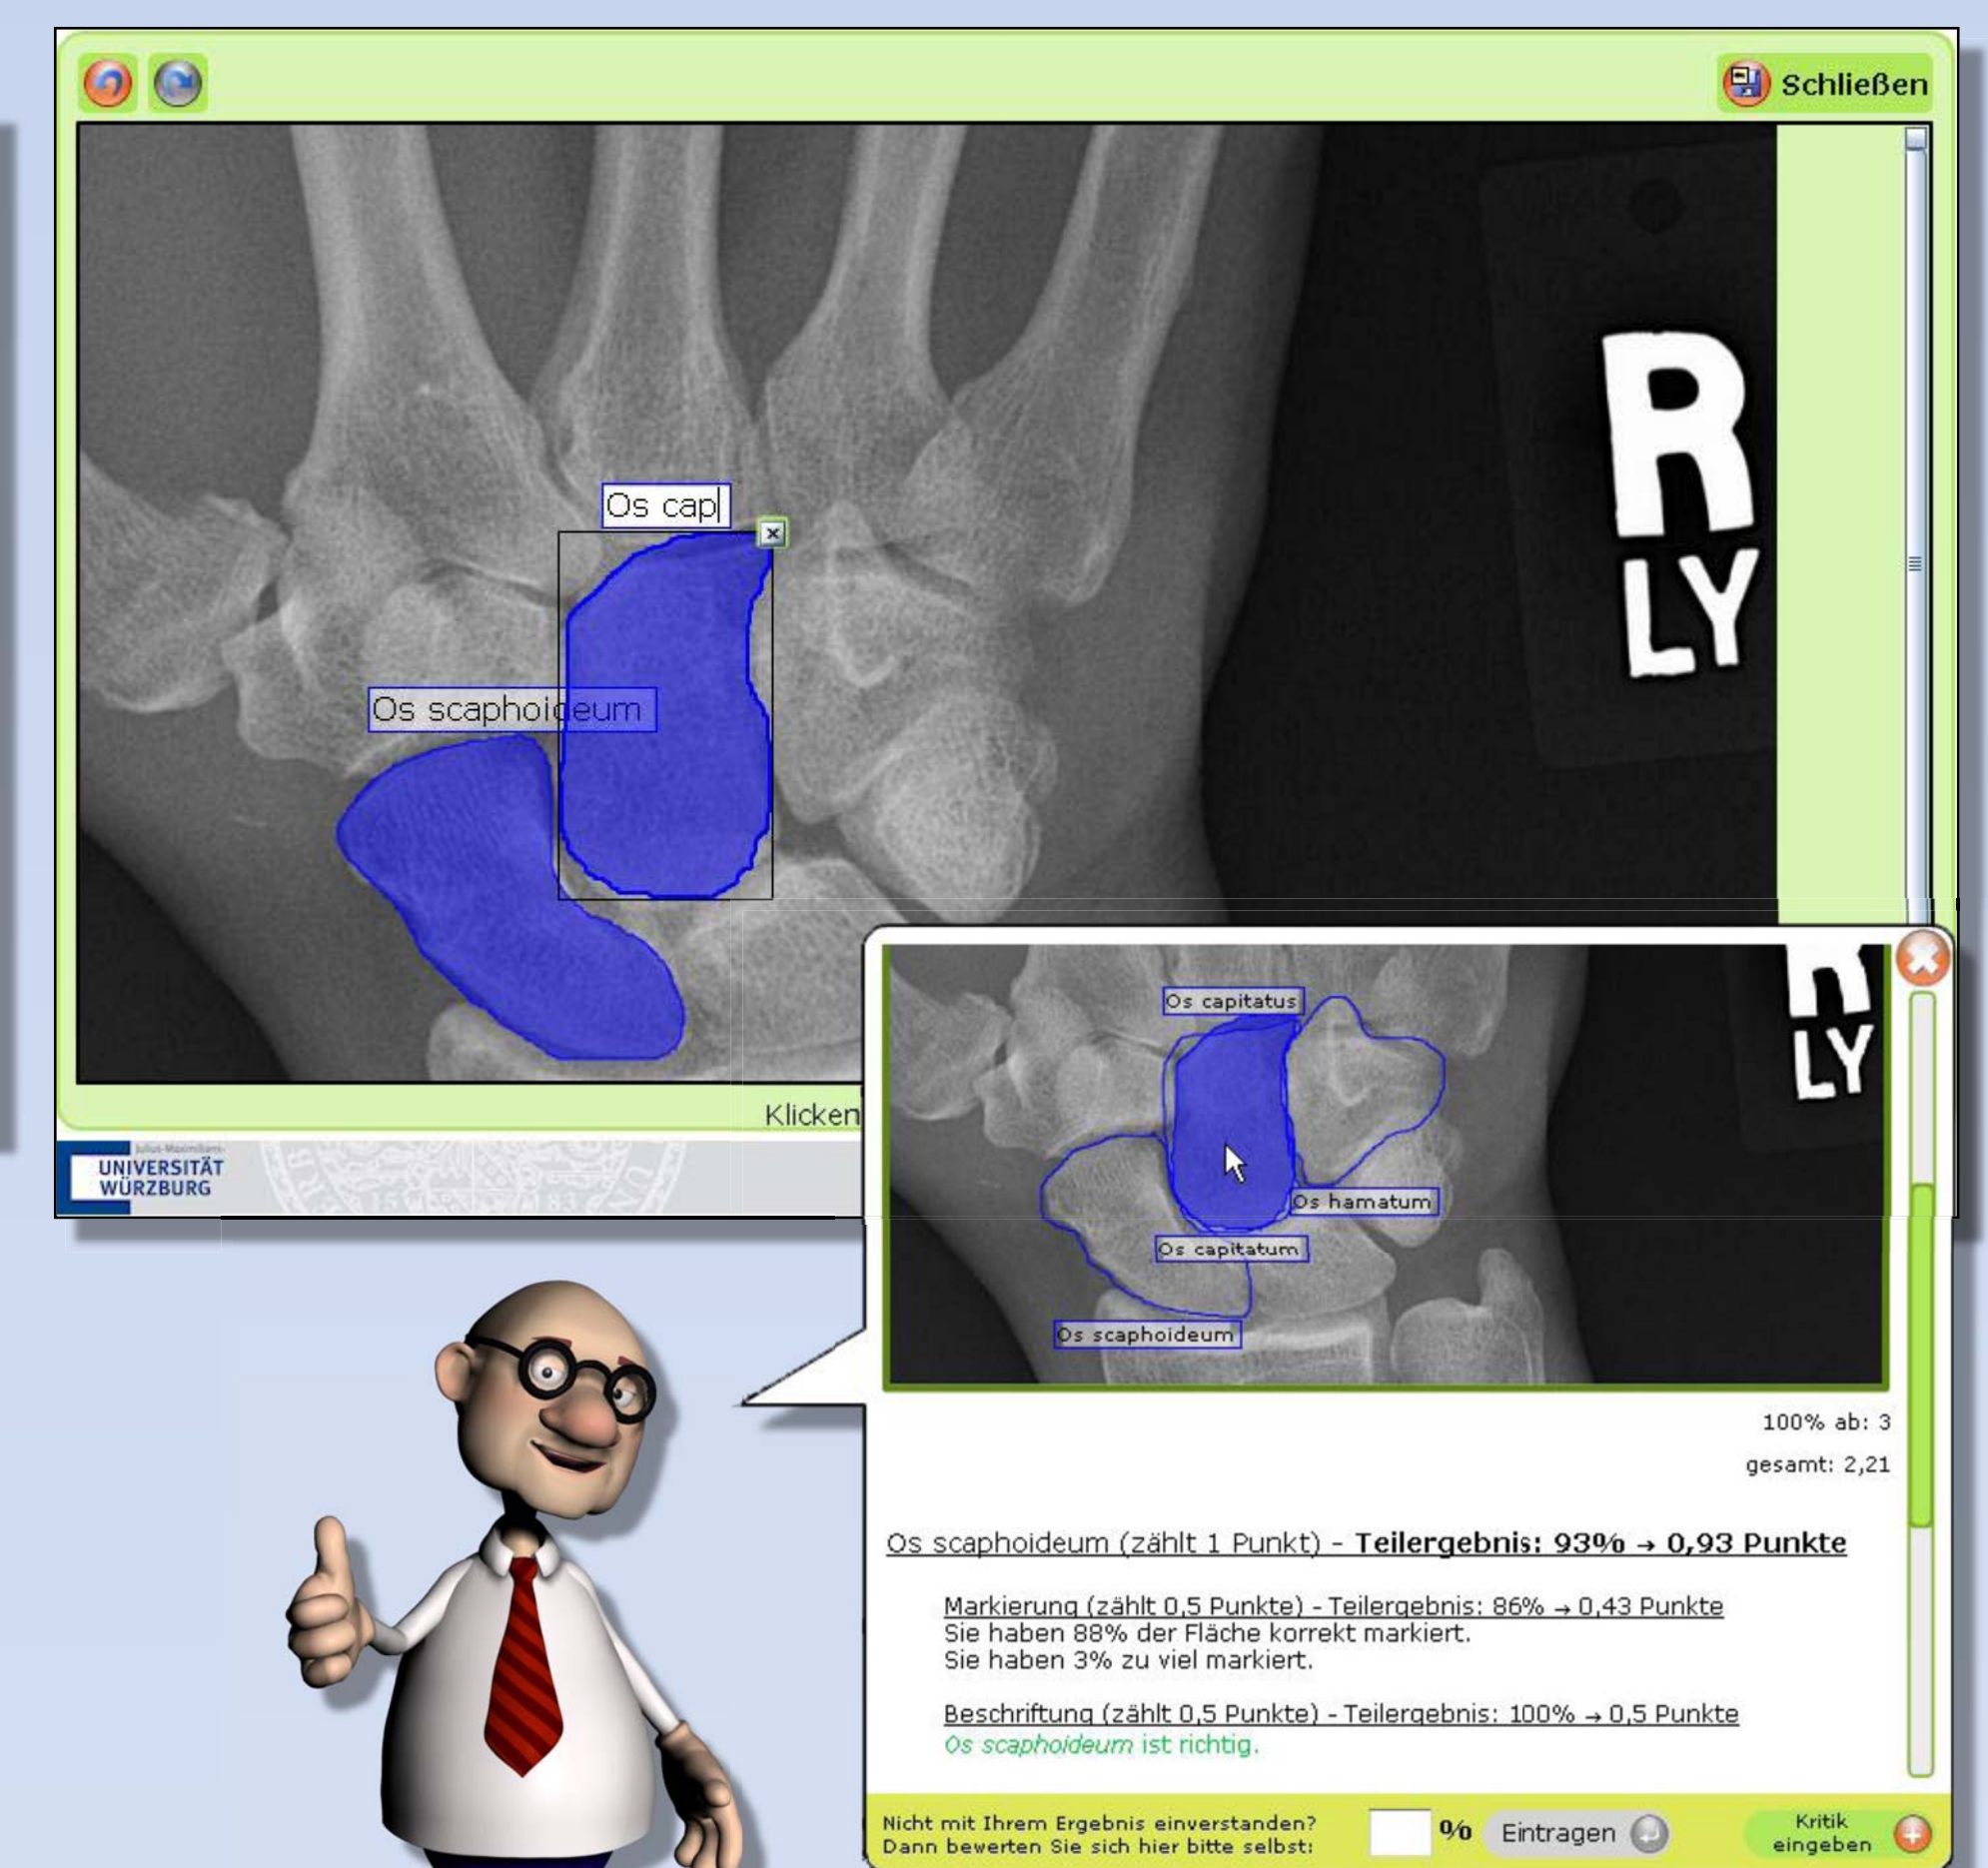 Schließen
R
LY
Os cap
Os scaphoideum
Klicken
Julius-Maximilians-
UNIVERSITÄT
WÜRZBURG
R
LY
Os capitatus
Os hamatum
Os capitatum
Os scaphoideum
100% ab: 3
gesamt: 2,21
Os scaphoideum (zählt 1 Punkt) - Teilergebnis: 93% → 0,93 Punkte
Markierung (zählt 0,5 Punkte) - Teilergebnis: 86% → 0,43 Punkte
Sie haben 88% der Fläche korrekt markiert.
Sie haben 3% zu viel markiert.
Beschriftung (zählt 0,5 Punkte) - Teilergebnis: 100% → 0,5 Punkte
Os scaphoideum ist richtig.
Nicht mit Ihrem Ergebnis einverstanden?
Dann bewerten Sie sich hier bitte selbst:
%
Eintragen
Kritik
eingeben